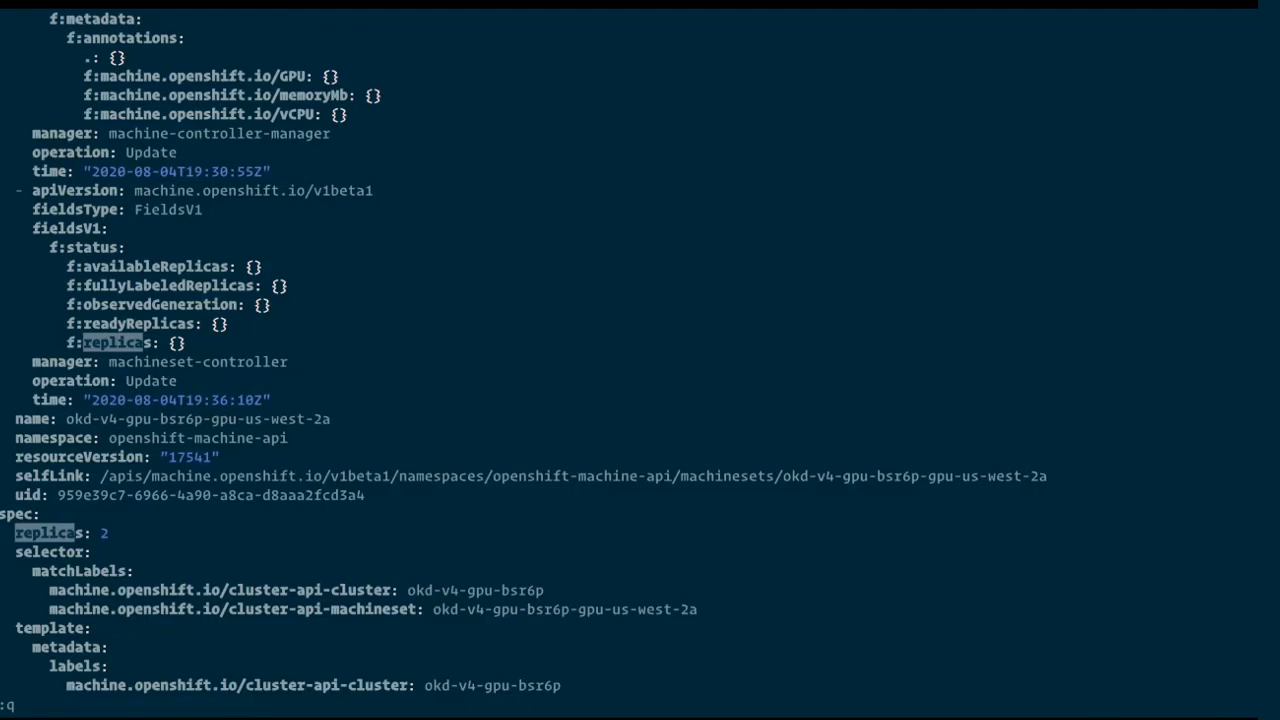 f:metadata:
f:annotations:
.: {}
f:machine.openshift.io/GPU: {}
f:machine.openshift.io/memoryMb: {}
f:machine.openshift.io/vCPU: {}
manager: machine-controller-manager
operation: Update
time: "2020-08-04T19:30:55Z"
- apiVersion: machine.openshift.io/v1beta1
fieldsType: FieldsV1
fieldsV1:
f:status:
f:availableReplicas: {}
f:fullyLabeledReplicas: {}
f:observedGeneration: {}
f:readyReplicas: {}
f:replicas: {}
manager: machineset-controller
operation: Update
time: "2020-08-04T19:36:10Z"
name: okd-v4-gpu-bsr6p-gpu-us-west-2a
namespace: openshift-machine-api
resourceVersion: "17541"
selfLink: /apis/machine.openshift.io/v1beta1/namespaces/openshift-machine-api/machinesets/okd-v4-gpu-bsr6p-gpu-us-west-2a
uid: 959e39c7-6966-4a90-a8ca-d8aaa2fcd3a4
spec:
replicas: 2
selector:
matchLabels:
machine.openshift.io/cluster-api-cluster: okd-v4-gpu-bsr6p
machine.openshift.io/cluster-api-machineset: okd-v4-gpu-bsr6p-gpu-us-west-2a
template:
metadata:
labels:
machine.openshift.io/cluster-api-cluster: okd-v4-gpu-bsr6p
:q